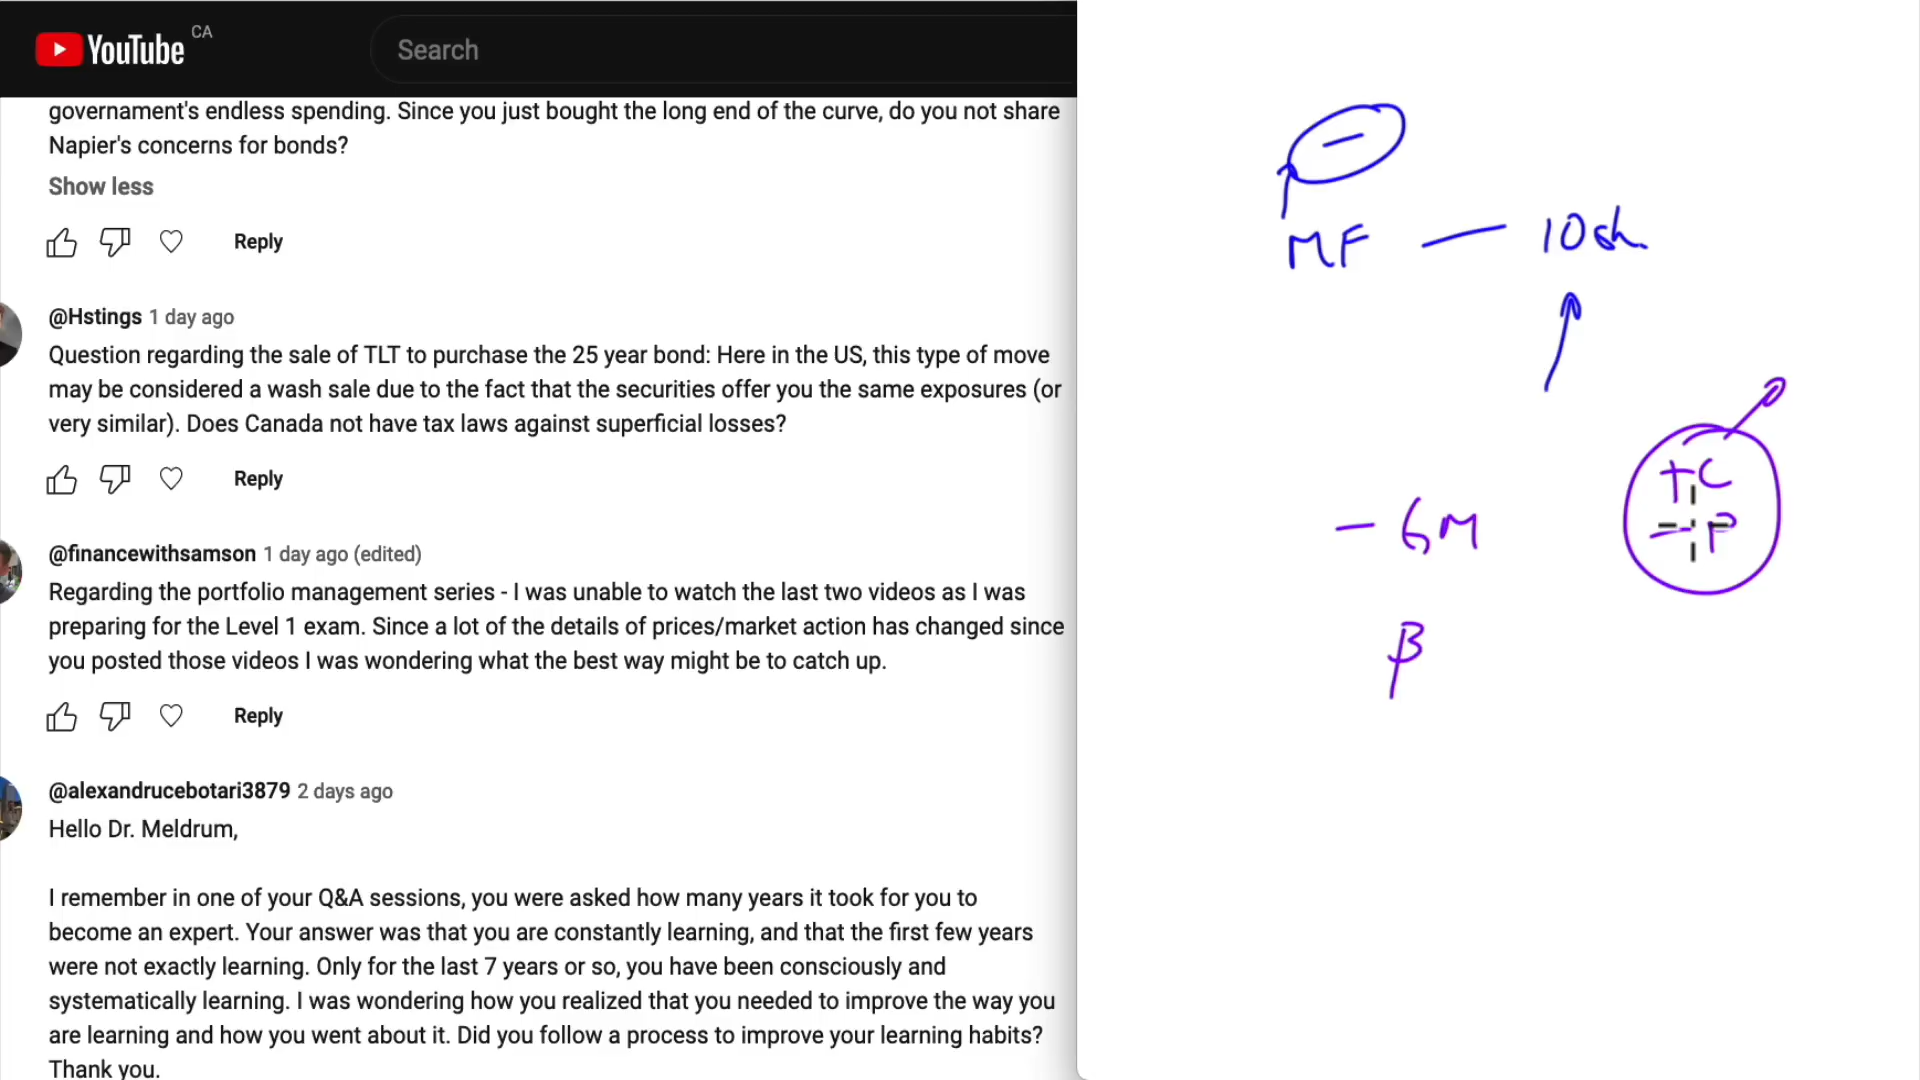 YouTube CA
Search
governament's endless spending. Since you just bought the long end of the curve, do you not share
Napier's concerns for bonds?
Show less
Reply
@Hstings 1 day ago
Question regarding the sale of TLT to purchase the 25 year bond: Here in the US, this type of move
may be considered a wash sale due to the fact that the securities offer you the same exposures (or
very similar). Does Canada not have tax laws against superficial losses?
Reply
@financewithsamson 1 day ago (edited)
Regarding the portfolio management series - I was unable to watch the last two videos as I was
preparing for the Level 1 exam. Since a lot of the details of prices/market action has changed since
you posted those videos I was wondering what the best way might be to catch up.
Reply
@alexandrucebotari3879 2 days ago
Hello Dr. Meldrum,
I remember in one of your Q&A sessions, you were asked how many years it took for you to
become an expert. Your answer was that you are constantly learning, and that the first few years
were not exactly learning. Only for the last 7 years or so, you have been consciously and
systematically learning. I was wondering how you realized that you needed to improve the way you
are learning and how you went about it. Did you follow a process to improve your learning habits?
Thank you.
−
MF — 10sh.
+C
−P
− 6M
β